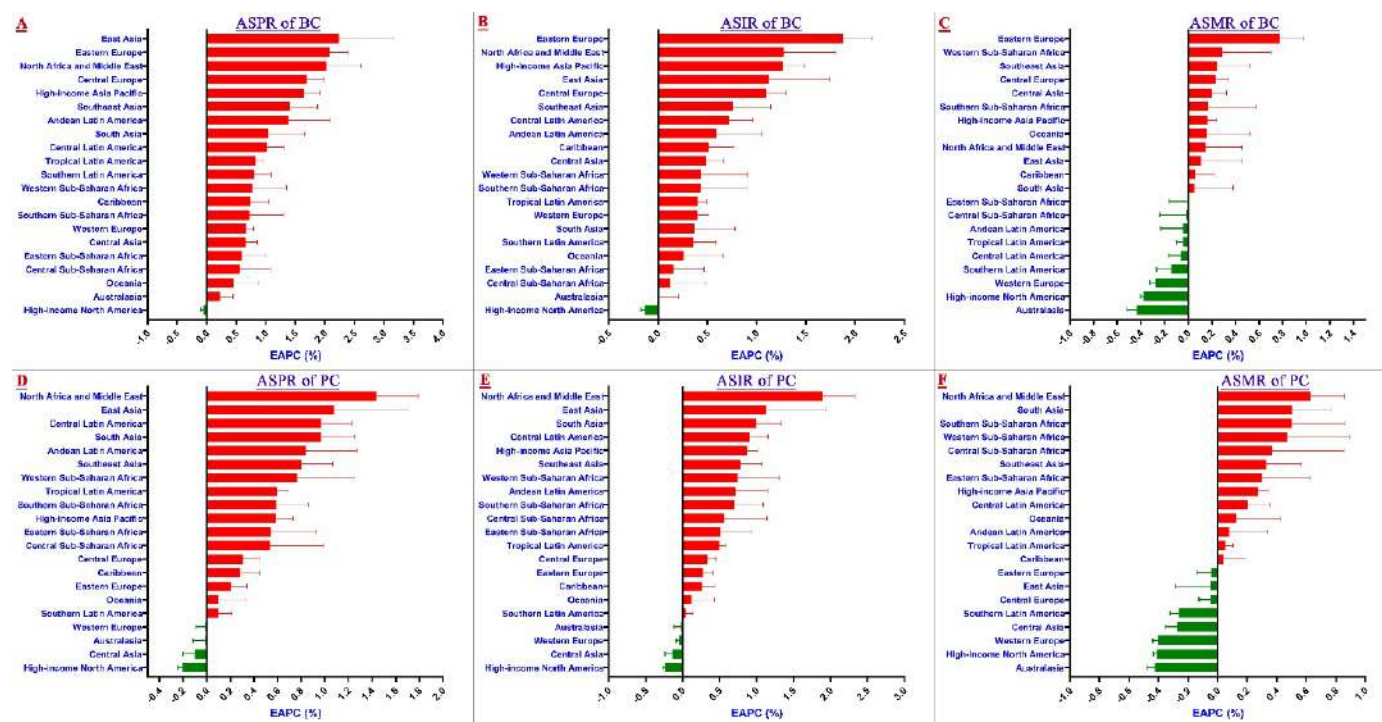 A
ASPR of BC
East Asia
Eastern Europe
North Africa and Middle East
Central Europe
High-Income Asia Pacific
Southeast Asia
Andean Latin America
South Asia
Central Latin America
Tropical Latin America
Southern Latin America
Western Sub-Saharan Africa
Caribbean
Southern Sub-Saharan Africa
Western Europe
Central Asia
Eastern Sub-Saharan Africa
Central Sub-Saharan Africa
Oceania
Australasia
High-income North America
-1.0 -0.5 0.0 0.5 1.0 1.5 2.0 2.5 3.0 3.5 4.0
EAPC (%)
B
ASIR of BC
Eastern Europe
North Africa and Middle East
High-income Asia Pacific
East Asia
Central Europe
Southeast Asia
Central Latin America
Andean Latin America
Caribbean
Central Asia
Western Sub-Saharan Africa
Southern Sub-Saharan Africa
Tropical Latin America
Western Europe
South Asia
Southern Latin America
Oceania
Eastern Sub-Saharan Africa
Central Sub-Saharan Africa
Australasia
High-income North America
-0.5 0.0 0.5 1.0 1.5 2.0 2.5
EAPC (%)
C
ASMR of BC
Eastern Europe
Western Sub-Saharan Africa
Southeast Asia
Central Europe
Central Asia
Southern Sub-Saharan Africa
High-income Asia Pacific
Oceania
North Africa and Middle East
East Asia
Caribbean
South Asia
Eastern Sub-Saharan Africa
Central Sub-Saharan Africa
Andean Latin America
Tropical Latin America
Central Latin America
Southern Latin America
Western Europe
High-income North America
Australasia
-1.0 -0.8 -0.6 -0.4 -0.2 0.0 0.2 0.4 0.6 0.8 1.0 1.2 1.4
EAPC (%)
D
ASPR of PC
North Africa and Middle East
East Asia
Central Latin America
South Asia
Andean Latin America
Southeast Asia
Western Sub-Saharan Africa
Tropical Latin America
Southern Sub-Saharan Africa
High-income Asia Pacific
Eastern Sub-Saharan Africa
Central Sub-Saharan Africa
Central Europe
Caribbean
Eastern Europe
Oceania
Southern Latin America
Western Europe
Australasia
Central Asia
High-income North America
-0.4 -0.2 0.0 0.2 0.4 0.6 0.8 1.0 1.2 1.4 1.6 1.8 2.0
EAPC (%)
E
ASIR of PC
North Africa and Middle East
East Asia
South Asia
Central Latin America
High-income Asia Pacific
Southeast Asia
Western Sub-Saharan Africa
Andean Latin America
Southern Sub-Saharan Africa
Central Sub-Saharan Africa
Eastern Sub-Saharan Africa
Tropical Latin America
Central Europe
Eastern Europe
Caribbean
Oceania
Southern Latin America
Australasia
Western Europe
Central Asia
High-income North America
-1.0 -0.5 0.0 0.5 1.0 1.5 2.0 2.5 3.0
EAPC (%)
F
ASMR of PC
North Africa and Middle East
South Asia
Southern Sub-Saharan Africa
Western Sub-Saharan Africa
Central Sub-Saharan Africa
Southeast Asia
Eastern Sub-Saharan Africa
High-income Asia Pacific
Central Latin America
Oceania
Andean Latin America
Tropical Latin America
Caribbean
Eastern Europe
East Asia
Central Europe
Southern Latin America
Central Asia
Western Europe
High-income North America
Australasia
-1.0 -0.8 -0.6 -0.4 -0.2 0.0 0.2 0.4 0.6 0.8 1.0
EAPC (%)